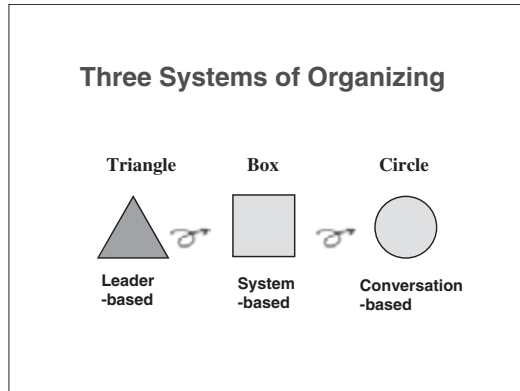 Three Systems of Organizing
Triangle Box Circle
Leader
-based
System
-based
Conversation
-based